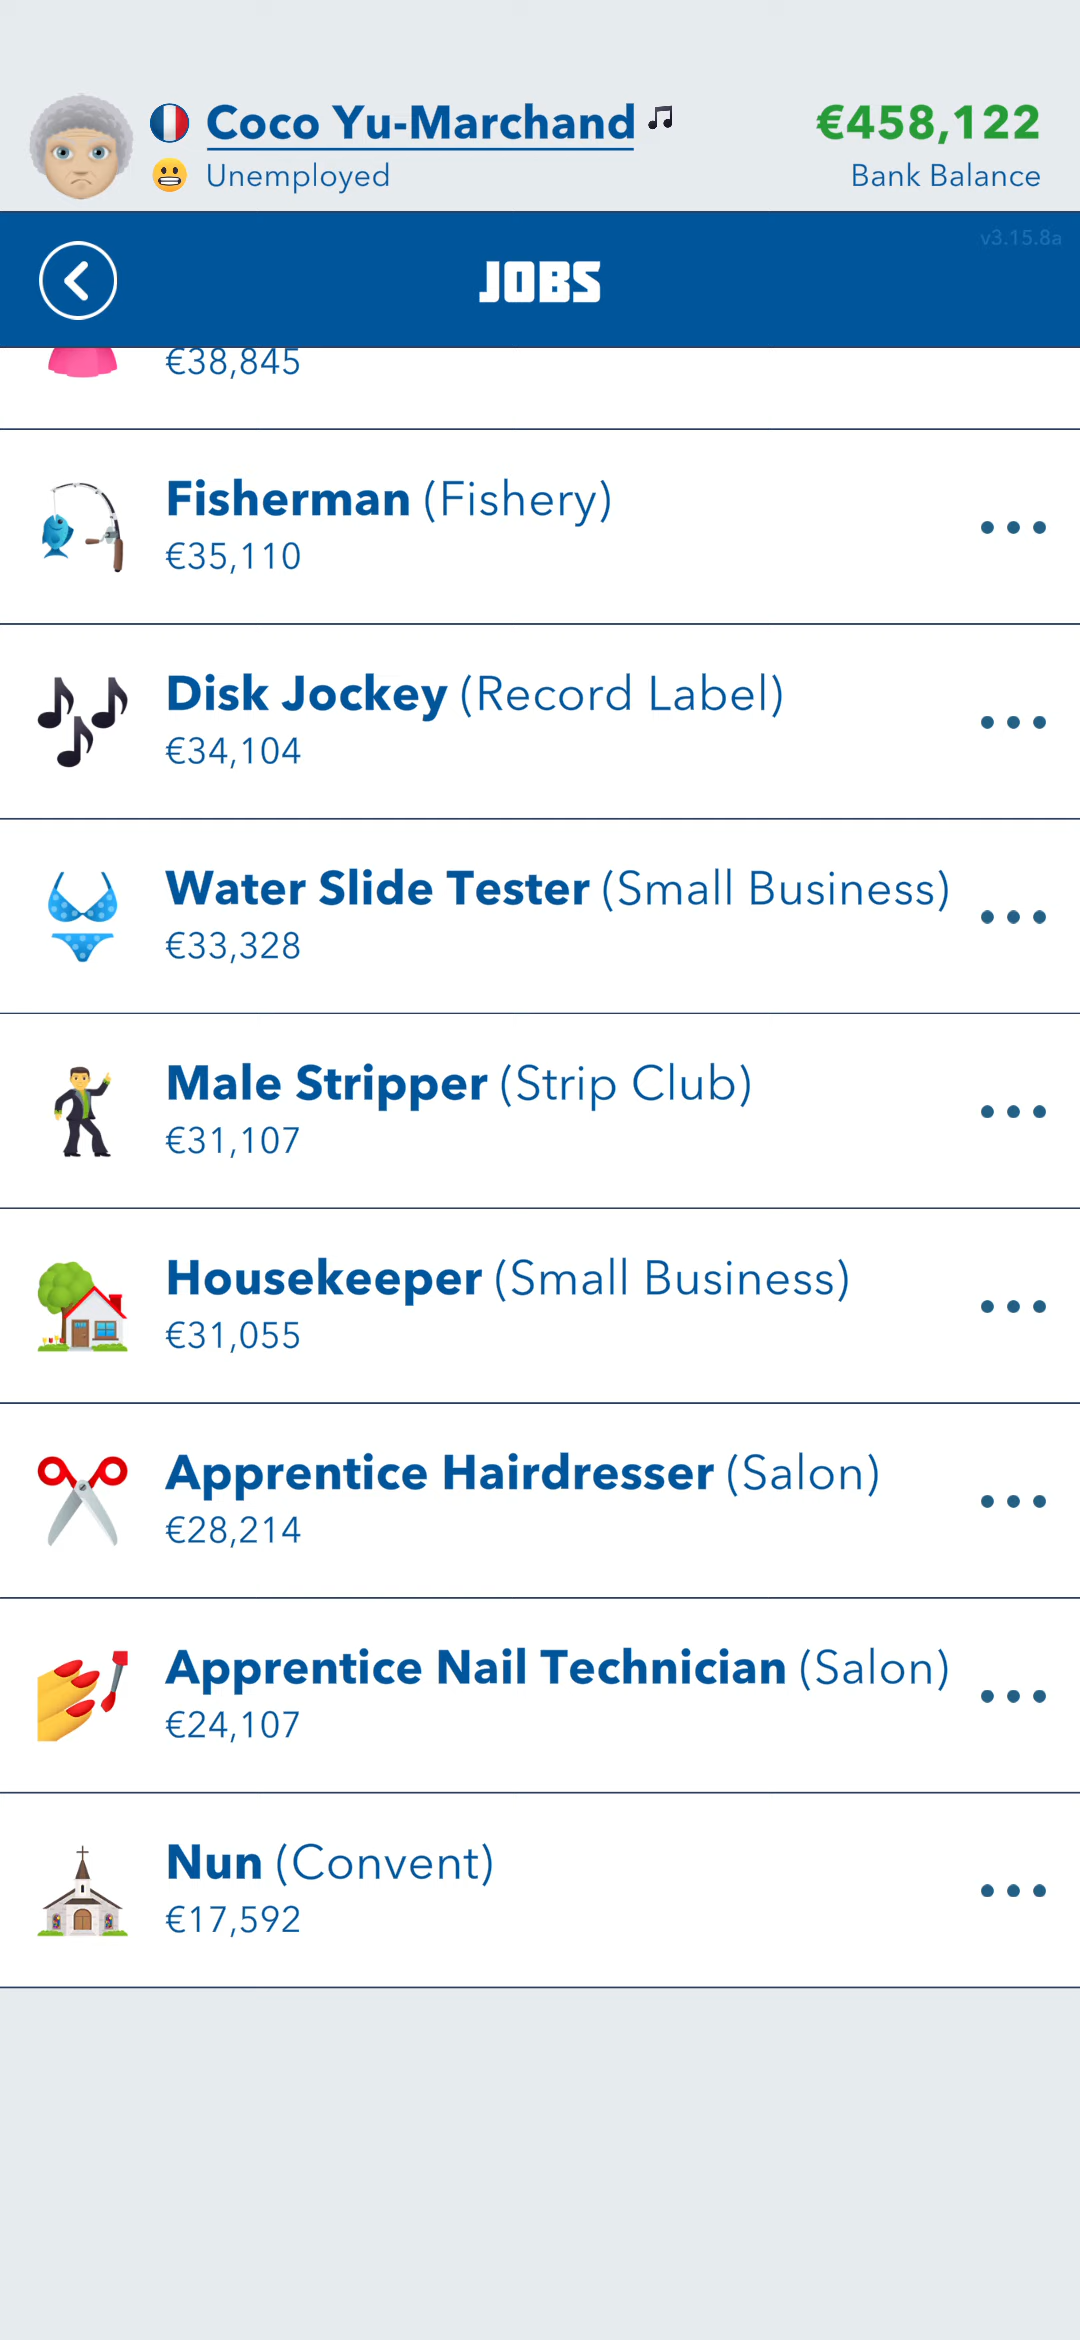 Coco Yu-Marchand
€458,122
Unemployed
Bank Balance
v3.15.8a
JOBS
€38,845
Fisherman (Fishery)
€35,110
Disk Jockey (Record Label)
€34,104
Water Slide Tester (Small Business)
€33,328
Male Stripper (Strip Club)
€31,107
Housekeeper (Small Business)
€31,055
Apprentice Hairdresser (Salon)
€28,214
Apprentice Nail Technician (Salon)
€24,107
Nun (Convent)
€17,592